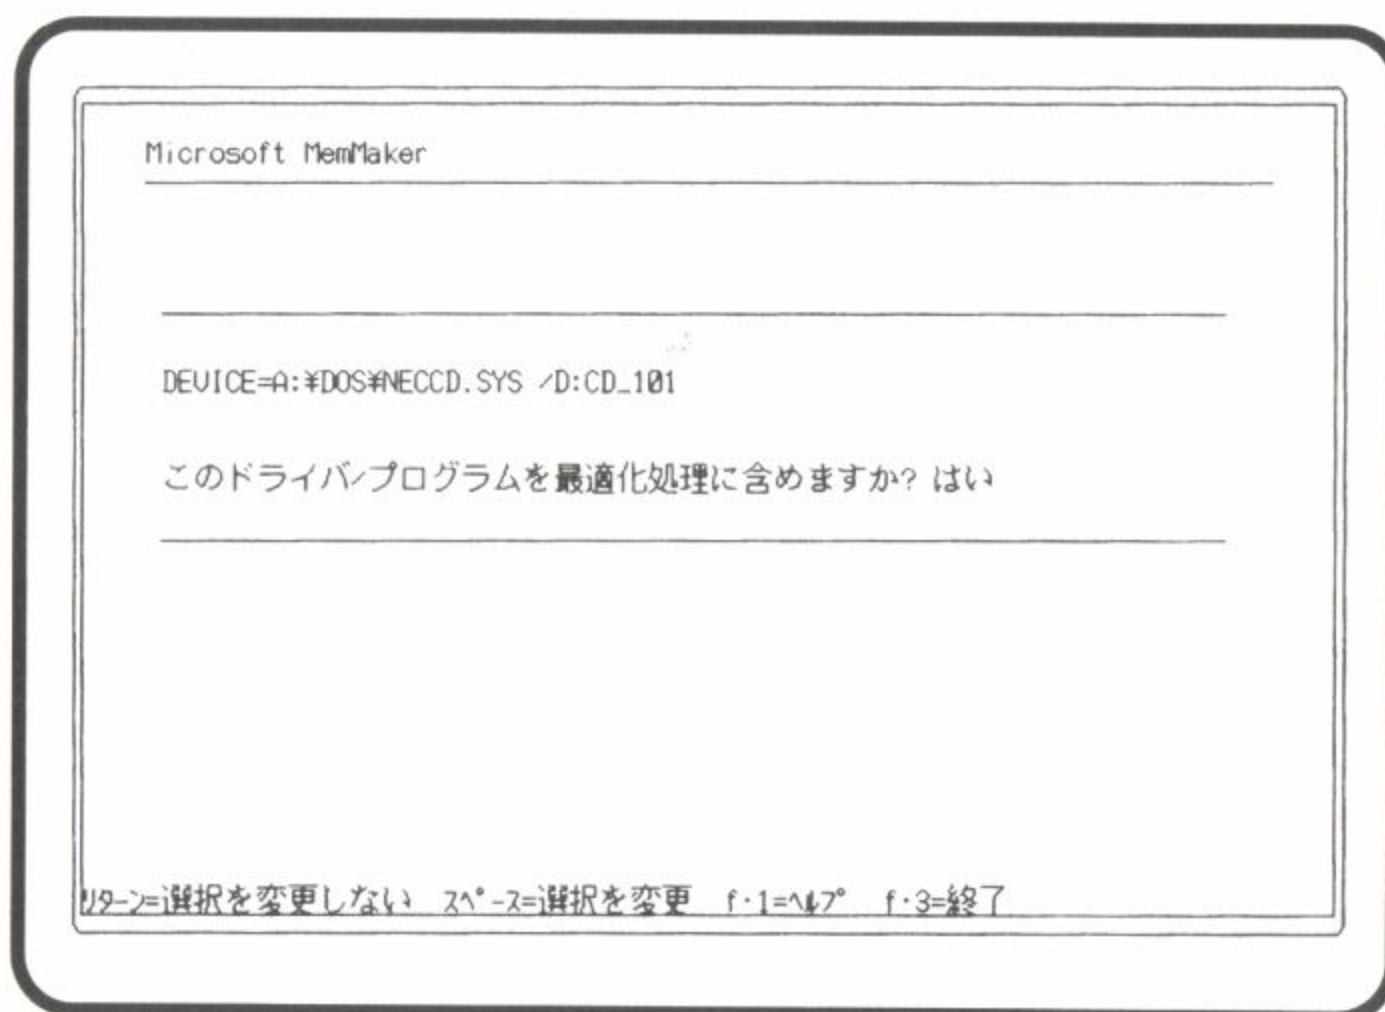 Microsoft MemMaker
DEVICE=A:¥DOS¥NECCD.SYS /D:CD_101
このドライバ/プログラムを最適化処理に含めますか? はい
ﾘﾀｰﾝ=選択を変更しない ｽﾍﾟｰｽ=選択を変更 f･1=ﾍﾙﾌﾟ f･3=終了